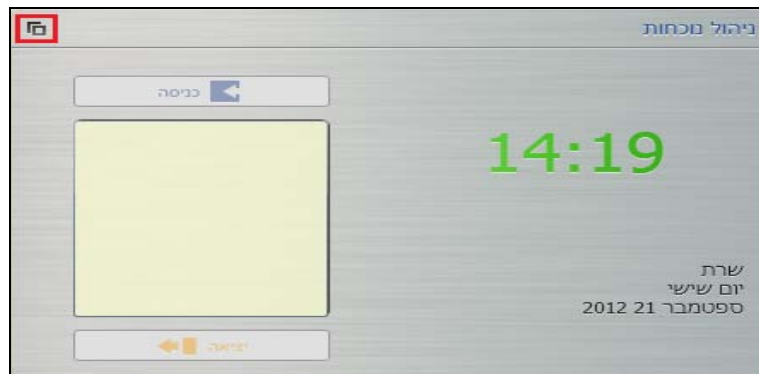 ניהול נוכחות
כניסה
14:19
שרת
יום שישי
ספטמבר 21 2012
יציאה